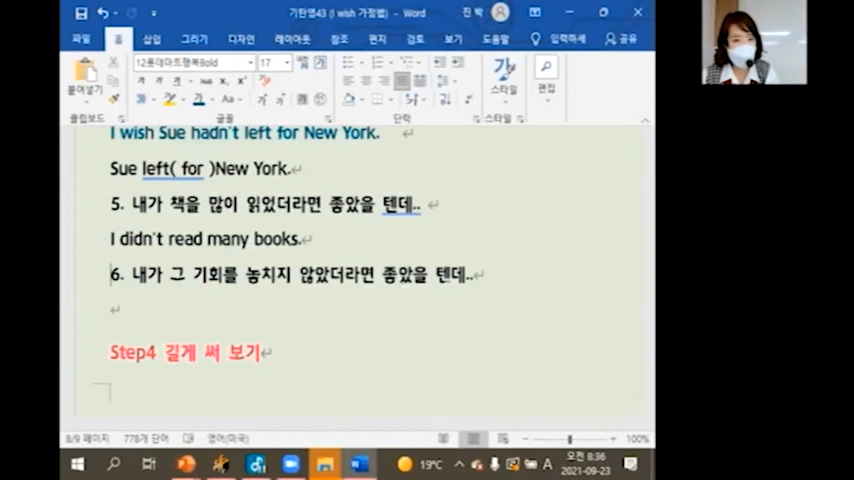 기탄영43 (I wish 가정법) - Word
진 박
파일 홈 삽입 그리기 디자인 레이아웃 참조 편지 검토 보기 도움말 입력하세 공유
12롯데마트행복Bold 17
붙여넣기 스타일 편집
클립보드 글꼴 단락 스타일
I wish Sue hadn't left for New York.
Sue left( for )New York.
5. 내가 책을 많이 읽었더라면 좋았을 텐데..
I didn't read many books.
6. 내가 그 기회를 놓치지 않았더라면 좋았을 텐데..
Step4 길게 써 보기
8/9 페이지 778개 단어 영어(미국) 100%
19°C A 오전 8:36
2021-09-23